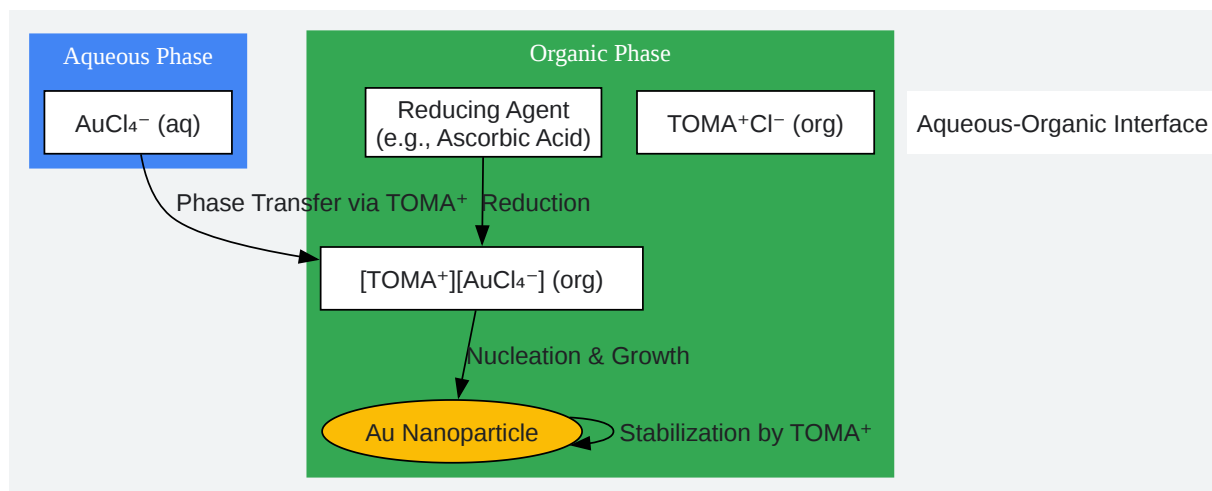 Aqueous Phase
Organic Phase
AuCl₄⁻ (aq)
Reducing Agent
(e.g., Ascorbic Acid)
TOMA⁺Cl⁻ (org)
Aqueous-Organic Interface
Phase Transfer via TOMA⁺
Reduction
[TOMA⁺][AuCl₄⁻] (org)
Nucleation & Growth
Au Nanoparticle
Stabilization by TOMA⁺